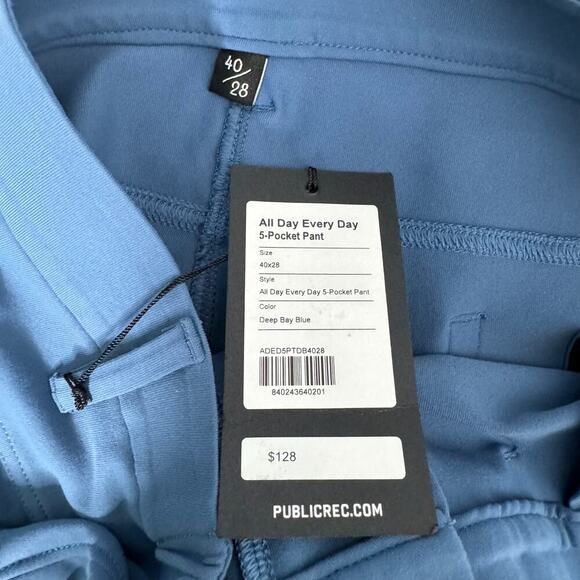 40
28
All Day Every Day
5-Pocket Pant
Size
40x28
Style
All Day Every Day 5-Pocket Pant
Color
Deep Bay Blue
ADED5PTDB4028
840243640201
$128
PUBLICREC.COM